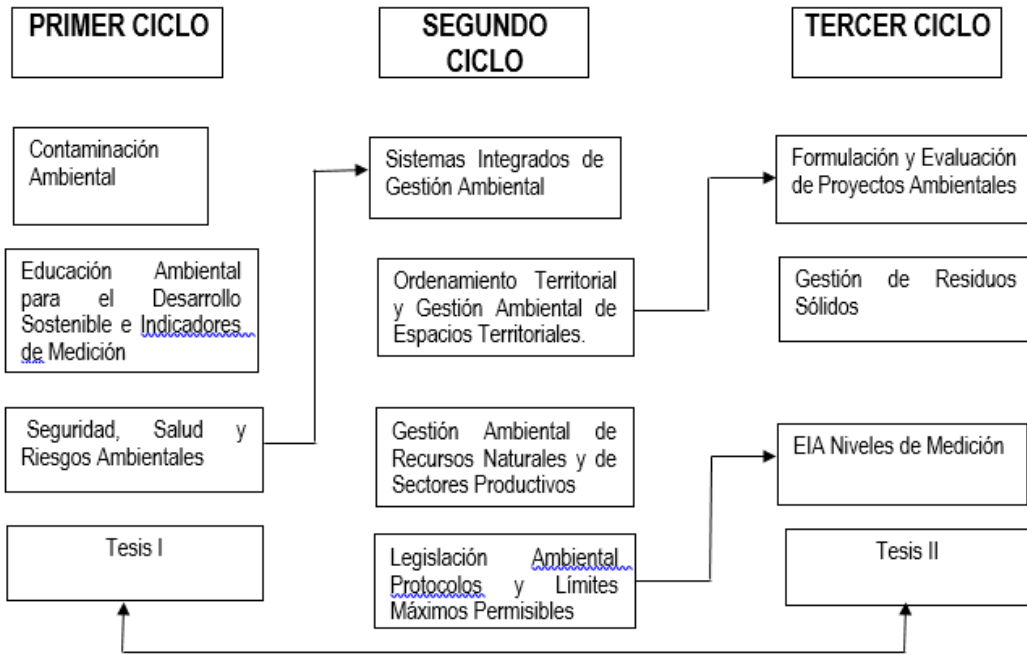 PRIMER CICLO
SEGUNDO
CICLO
TERCER CICLO
Contaminación
Ambiental
Educación Ambiental
para el Desarrollo
Sostenible e Indicadores
de Medición
Seguridad, Salud y
Riesgos Ambientales
Tesis I
Sistemas Integrados de
Gestión Ambiental
Ordenamiento Territorial
y Gestión Ambiental de
Espacios Territoriales.
Gestión Ambiental de
Recursos Naturales y de
Sectores Productivos
Legislación Ambiental
Protocolos y Límites
Máximos Permisibles
Formulación y Evaluación
de Proyectos Ambientales
Gestión de Residuos
Sólidos
EIA Niveles de Medición
Tesis II